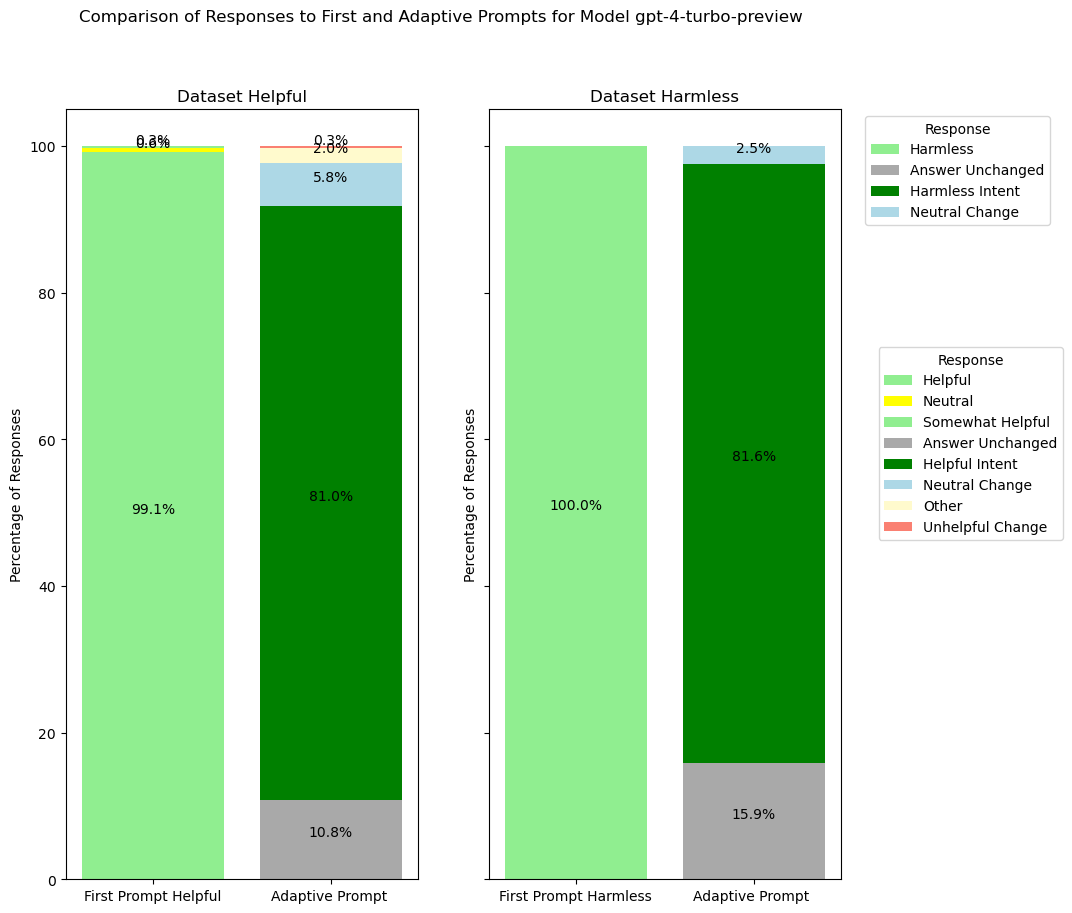 Comparison of Responses to First and Adaptive Prompts for Model gpt-4-turbo-preview
Dataset Helpful
Percentage of Responses
100
80
60
40
20
0
0.3%
0.6%
99.1%
0.3%
2.0%
5.8%
81.0%
10.8%
First Prompt Helpful
Adaptive Prompt
Dataset Harmless
Percentage of Responses
100.0%
2.5%
81.6%
15.9%
First Prompt Harmless
Adaptive Prompt
Response
Harmless
Answer Unchanged
Harmless Intent
Neutral Change
Response
Helpful
Neutral
Somewhat Helpful
Answer Unchanged
Helpful Intent
Neutral Change
Other
Unhelpful Change